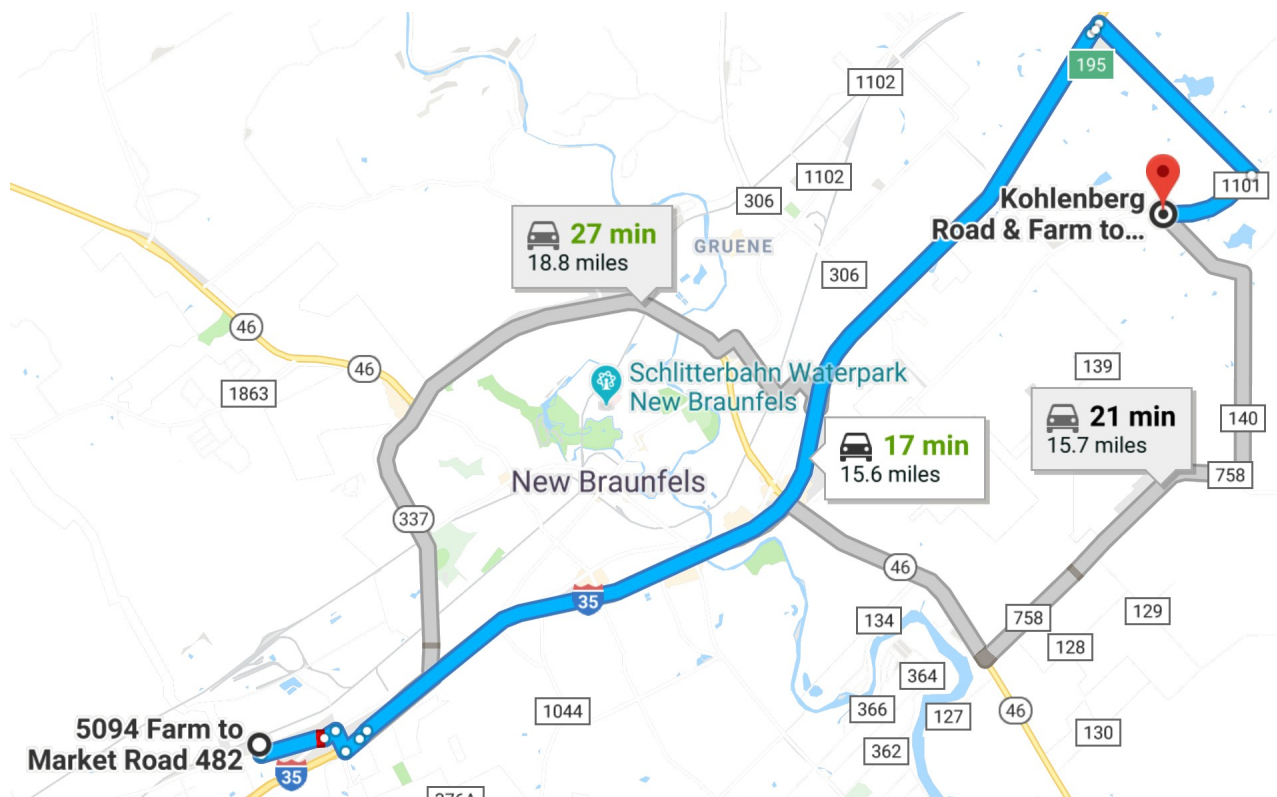 195
1102
1102
306
1101
Kohlenberg
Road & Farm to...
27 min
18.8 miles
GRUENE
306
46
46
1863
Schlitterbahn Waterpark
New Braunfels
139
21 min
15.7 miles
140
17 min
15.6 miles
758
New Braunfels
337
46
35
758
129
134
128
364
1044
366
127
46
130
362
5094 Farm to
Market Road 482
35